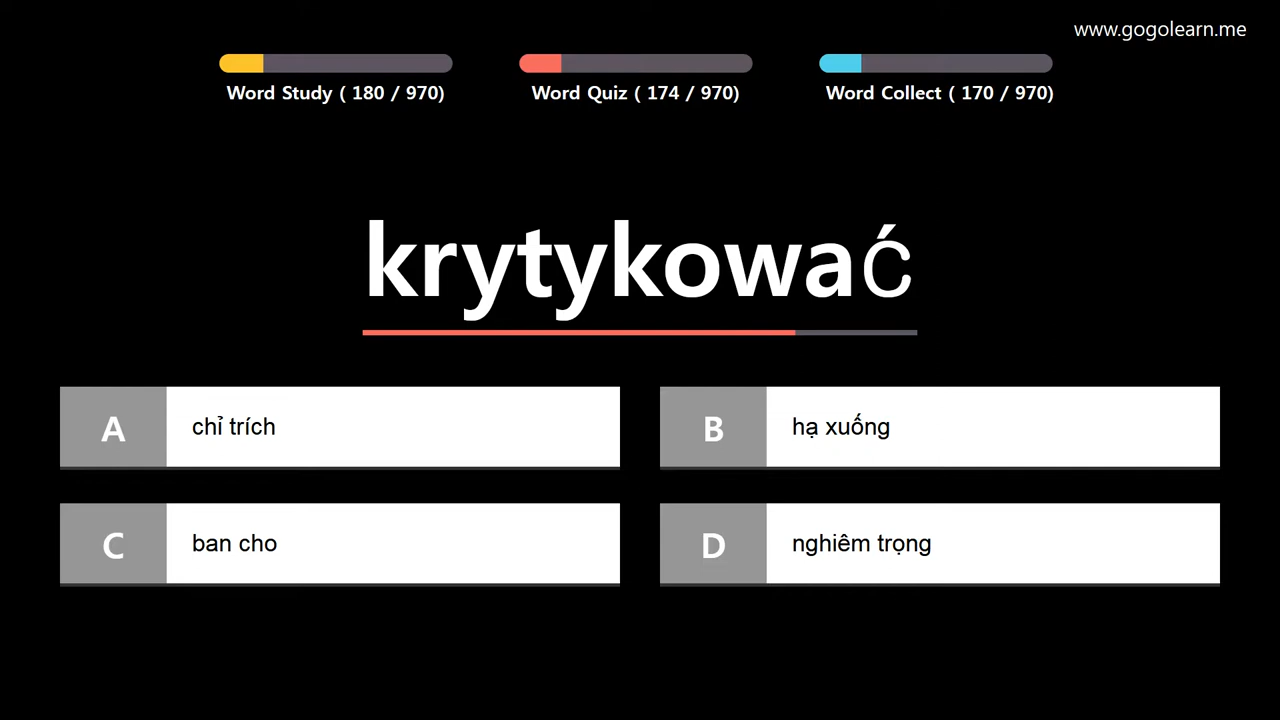 www.gogolearn.me
Word Study ( 180 / 970)
Word Quiz ( 174 / 970)
Word Collect ( 170 / 970)
krytykować
A chỉ trích
B hạ xuống
C ban cho
D nghiêm trọng